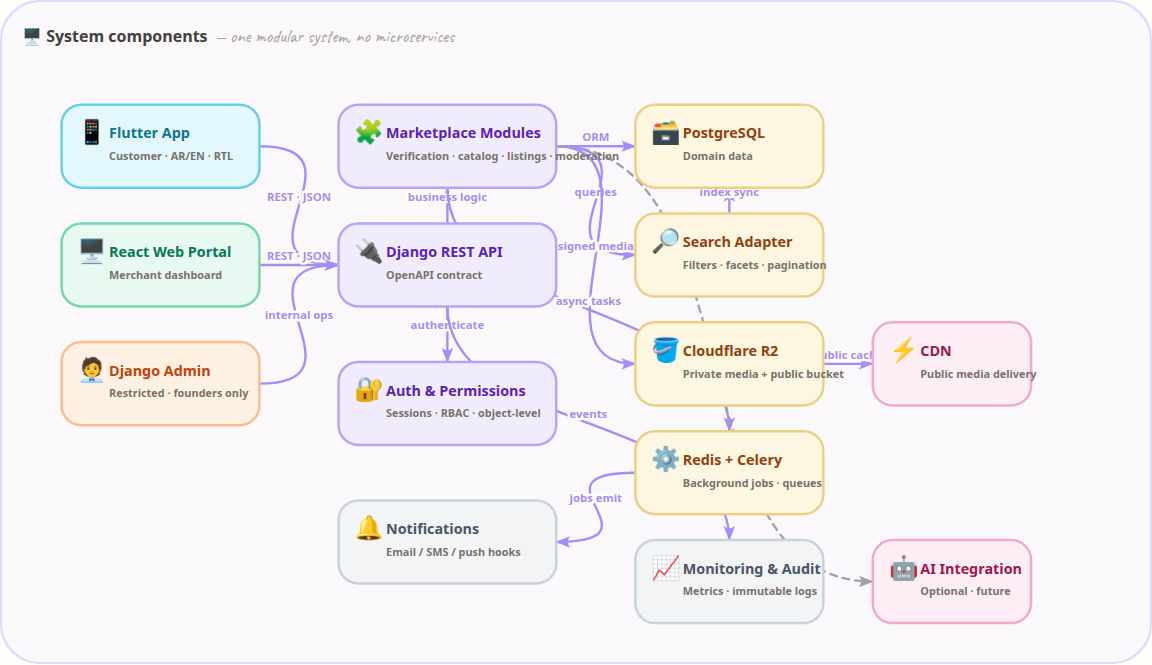 System components — one modular system, no microservices
Flutter App
Customer · AR/EN · RTL
Marketplace Modules
Verification · catalog · listings · moderation
ORM
PostgreSQL
Domain data
REST · JSON
business logic
queries
index sync
React Web Portal
Merchant dashboard
REST · JSON
Django REST API
OpenAPI contract
signed media
Search Adapter
Filters · facets · pagination
internal ops
authenticate
async tasks
Django Admin
Restricted · founders only
Auth & Permissions
Sessions · RBAC · object-level
Cloudflare R2
Private media + public bucket
CDN
Public media delivery
events
Redis + Celery
Background jobs · queues
jobs emit
Notifications
Email / SMS / push hooks
Monitoring & Audit
Metrics · immutable logs
AI Integration
Optional · future